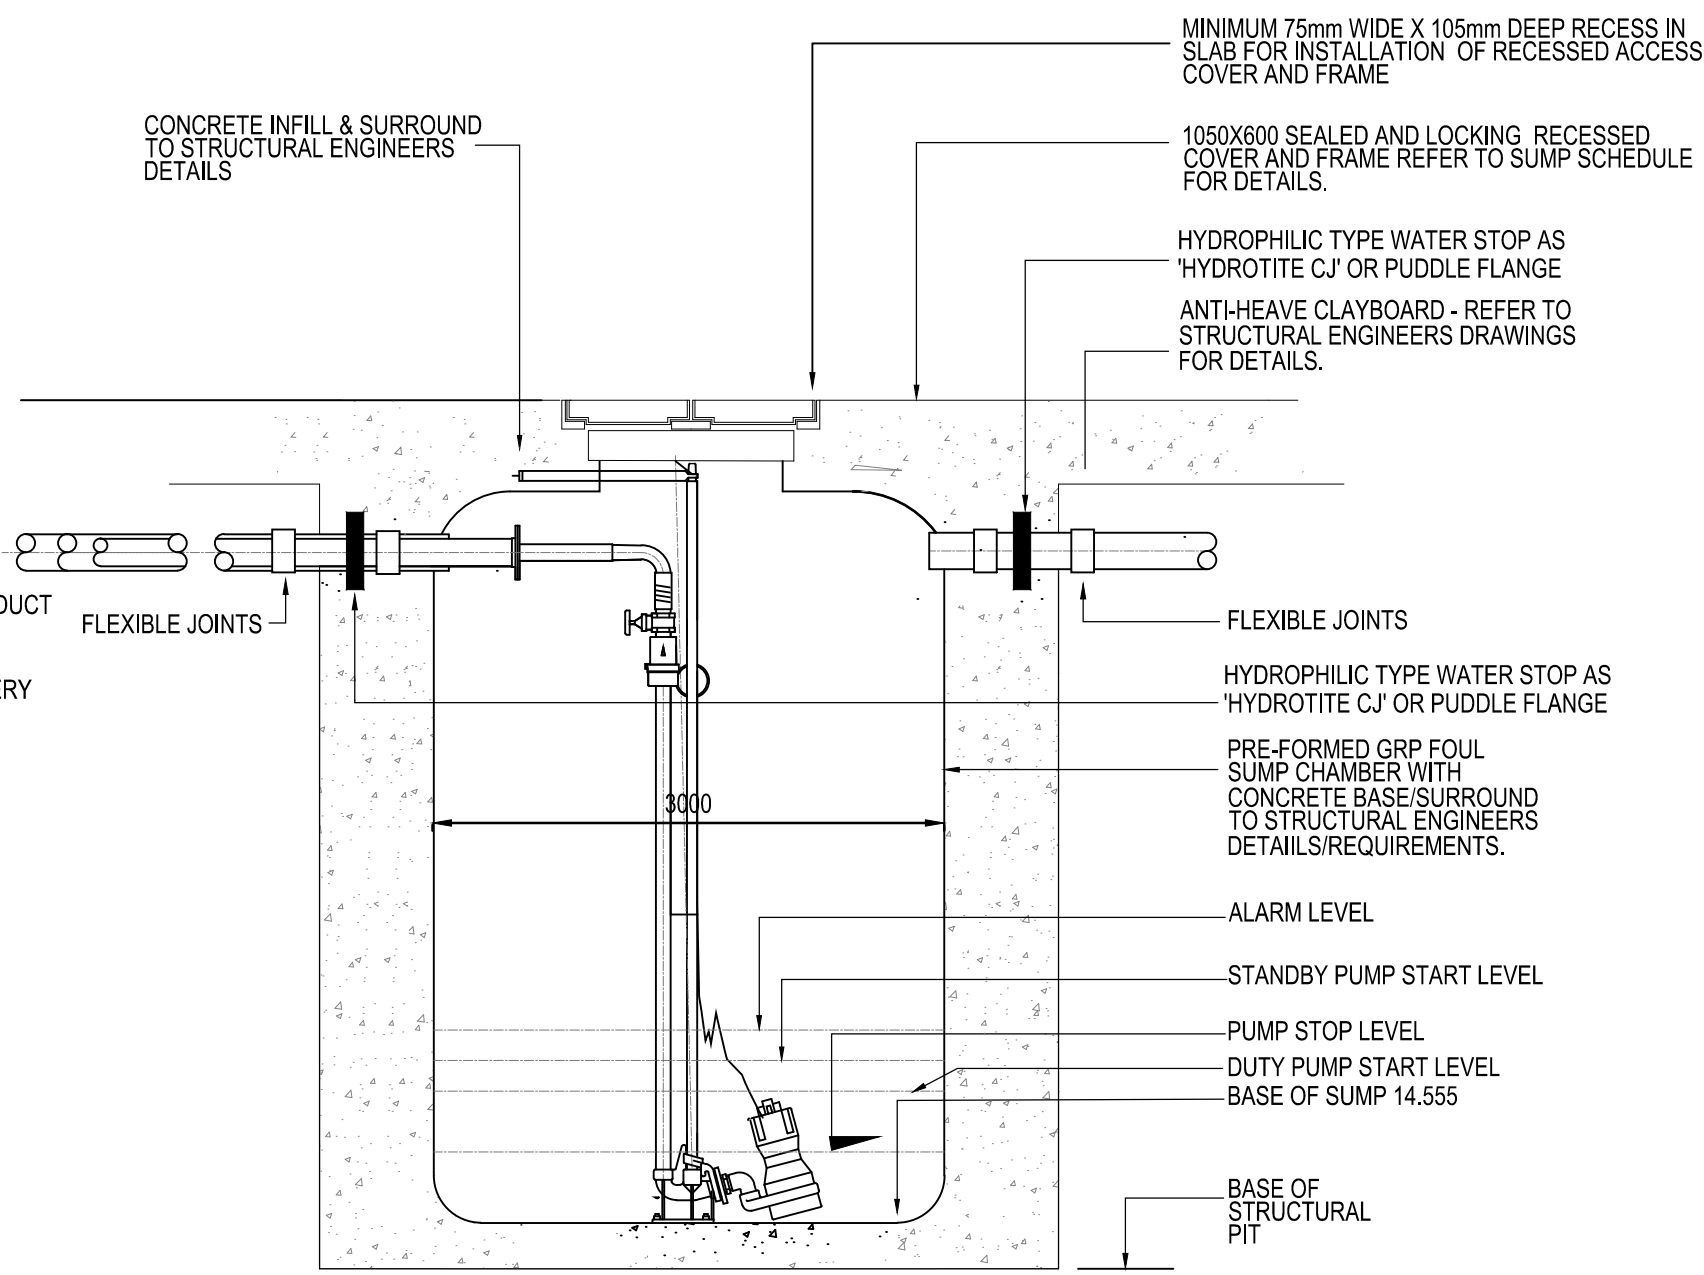 MINIMUM 75mm WIDE X 105mm DEEP RECESS IN
SLAB FOR INSTALLATION OF RECESSED ACCESS
COVER AND FRAME
CONCRETE INFILL & SURROUND
TO STRUCTURAL ENGINEERS
DETAILS
1050X600 SEALED AND LOCKING RECESSED
COVER AND FRAME REFER TO SUMP SCHEDULE
FOR DETAILS.
HYDROPHILIC TYPE WATER STOP AS
'HYDROTITE CJ' OR PUDDLE FLANGE
ANTI-HEAVE CLAYBOARD - REFER TO
STRUCTURAL ENGINEERS DRAWINGS
FOR DETAILS.
DUCT
FLEXIBLE JOINTS
ERY
FLEXIBLE JOINTS
HYDROPHILIC TYPE WATER STOP AS
'HYDROTITE CJ' OR PUDDLE FLANGE
PRE-FORMED GRP FOUL
SUMP CHAMBER WITH
CONCRETE BASE/SURROUND
TO STRUCTURAL ENGINEERS
DETAIILS/REQUIREMENTS.
3000
ALARM LEVEL
STANDBY PUMP START LEVEL
PUMP STOP LEVEL
DUTY PUMP START LEVEL
BASE OF SUMP 14.555
BASE OF
STRUCTURAL
PIT